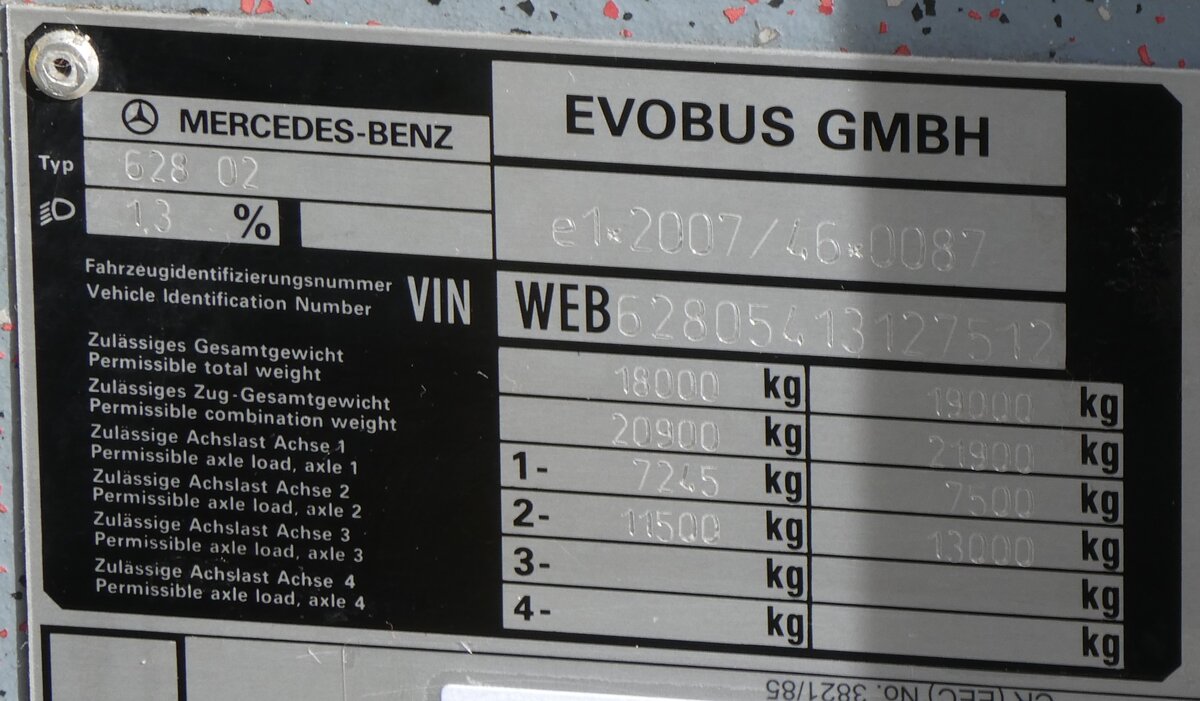 MERCEDES-BENZ
EVOBUS GMBH
Typ 628 02
1,3 %
e1*2007/46*0087
Fahrzeugidentifizierungsnummer
Vehicle Identification Number
VIN WEB62805413127512
Zulässiges Gesamtgewicht
Permissible total weight
18000 kg 19000 kg
Zulässiges Zug-Gesamtgewicht
Permissible combination weight
20900 kg 21900 kg
Zulässige Achslast Achse 1
Permissible axle load, axle 1
1- 7245 kg 7500 kg
Zulässige Achslast Achse 2
Permissible axle load, axle 2
2- 11500 kg 13000 kg
Zulässige Achslast Achse 3
Permissible axle load, axle 3
3- kg kg
Zulässige Achslast Achse 4
Permissible axle load, axle 4
4- kg kg
(EEC) No. 3821/85